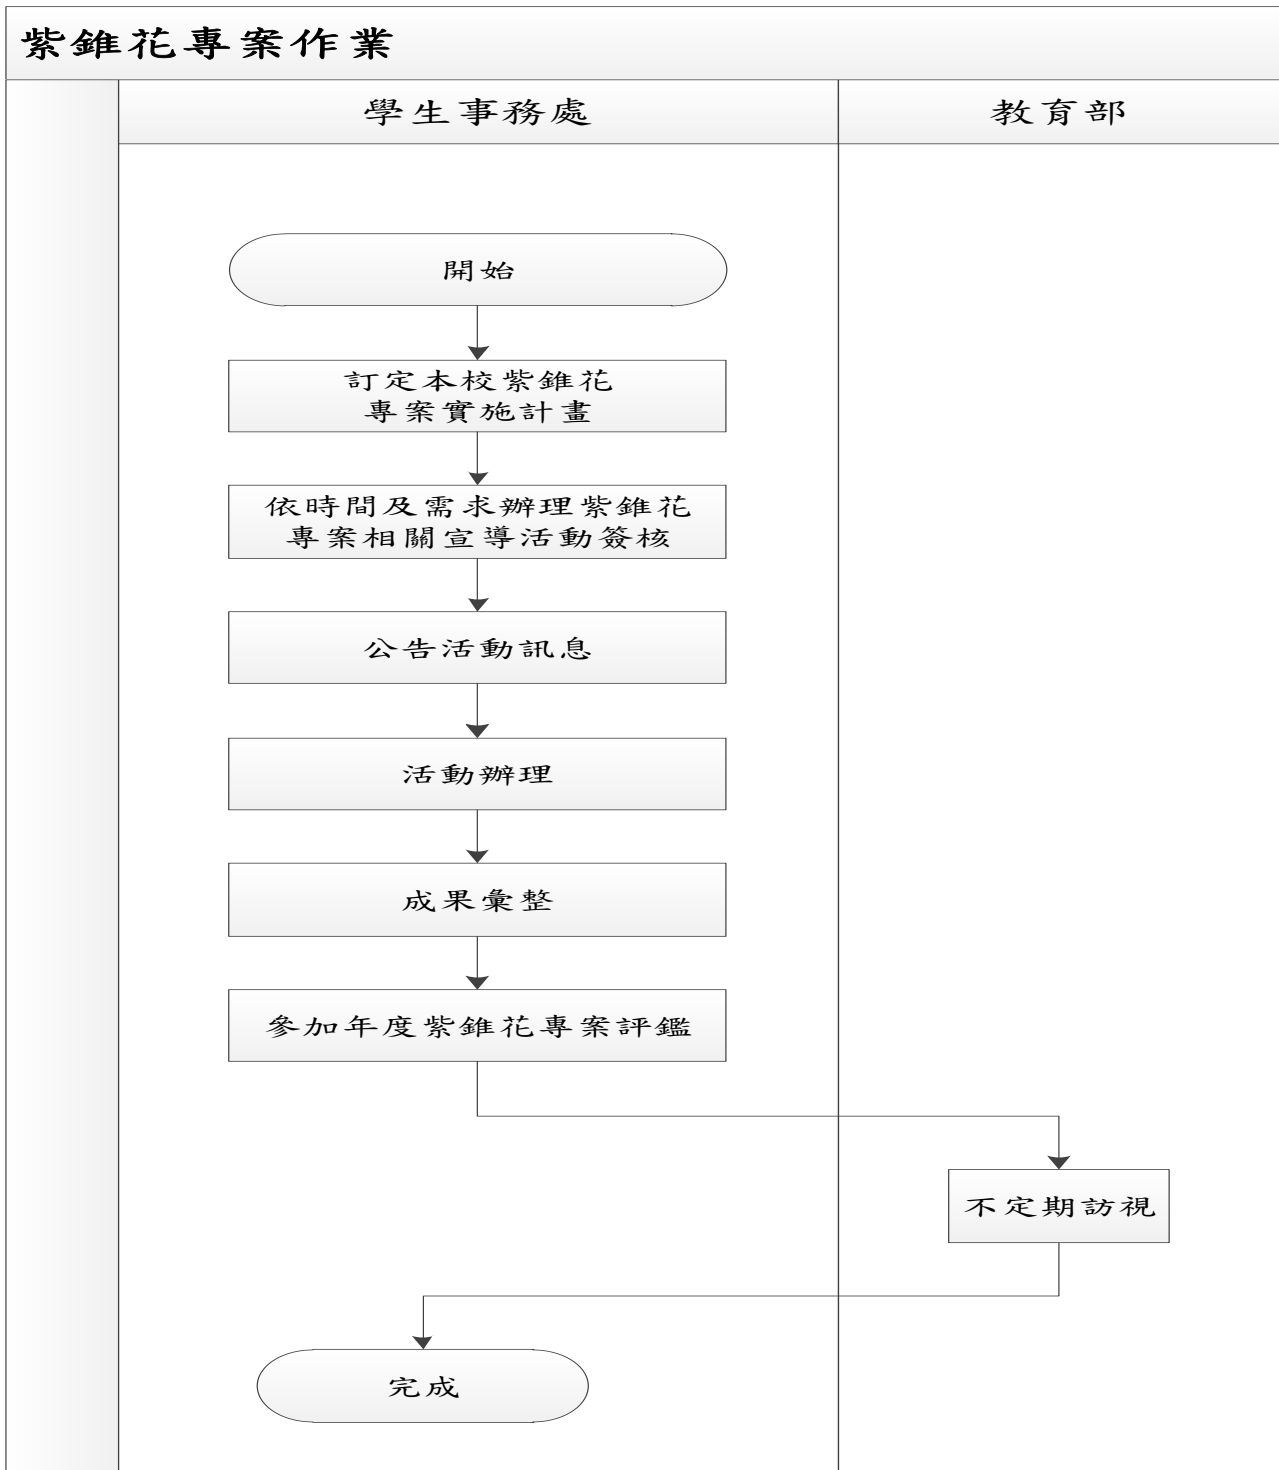 紫錐花專案作業
學生事務處
教育部
開始
訂定本校紫錐花
專案實施計畫
依時間及需求辦理紫錐花
專案相關宣導活動簽核
公告活動訊息
活動辦理
成果彙整
參加年度紫錐花專案評鑑
不定期訪視
完成